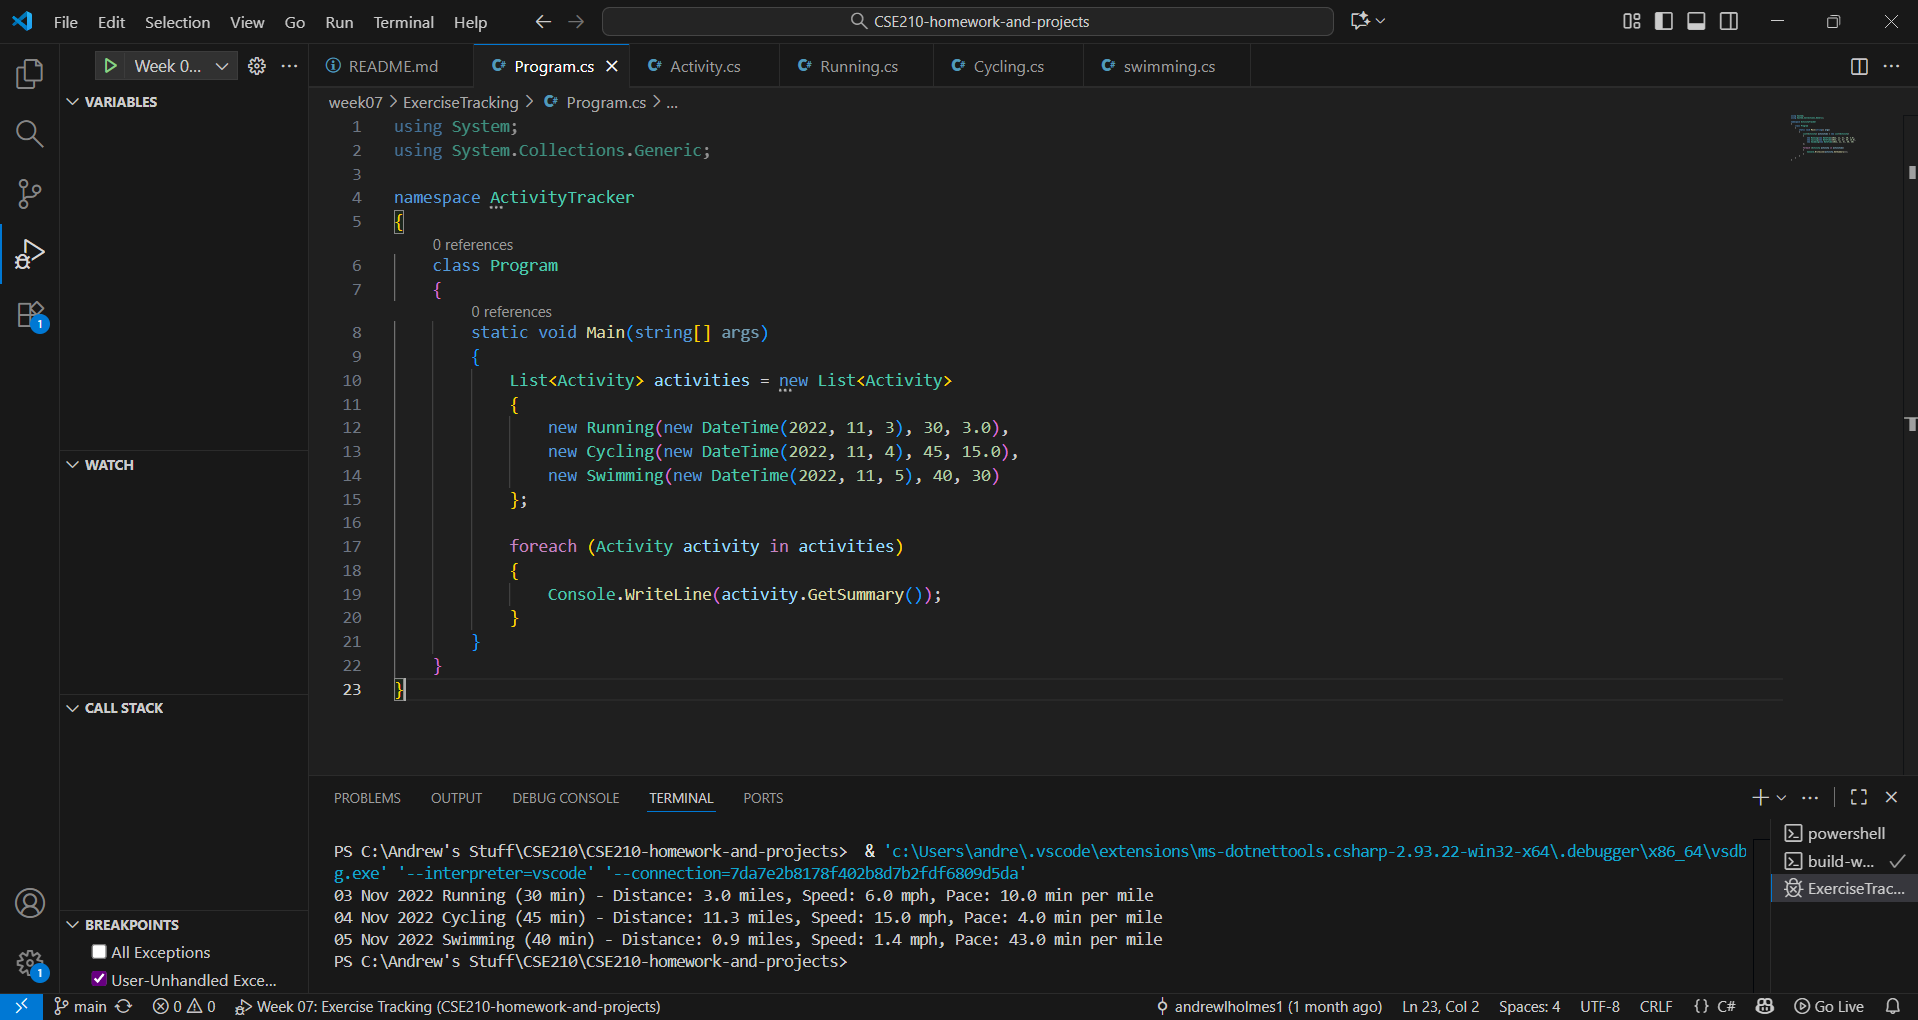 File Edit Selection View Go Run Terminal Help
CSE210-homework-and-projects
Week 0...
README.md
C# Program.cs
C# Activity.cs
C# Running.cs
C# Cycling.cs
C# swimming.cs
VARIABLES
WATCH
CALL STACK
BREAKPOINTS
All Exceptions
User-Unhandled Exce...
1
1
week07 > ExerciseTracking > C# Program.cs > ...
1 using System;
2 using System.Collections.Generic;
3
4 namespace ActivityTracker
5 {
0 references
6 class Program
7 {
0 references
8 static void Main(string[] args)
9 {
10 List<Activity> activities = new List<Activity>
11 {
12 new Running(new DateTime(2022, 11, 3), 30, 3.0),
13 new Cycling(new DateTime(2022, 11, 4), 45, 15.0),
14 new Swimming(new DateTime(2022, 11, 5), 40, 30)
15 };
16
17 foreach (Activity activity in activities)
18 {
19 Console.WriteLine(activity.GetSummary());
20 }
21 }
22 }
23 }
PROBLEMS OUTPUT DEBUG CONSOLE TERMINAL PORTS
PS C:\Andrew's Stuff\CSE210\CSE210-homework-and-projects> & 'c:\Users\andre\.vscode\extensions\ms-dotnettools.csharp-2.93.22-win32-x64\.debugger\x86_64\vsdb
g.exe' '--interpreter=vscode' '--connection=7da7e2b8178f402b8d7b2fdf6809d5da'
03 Nov 2022 Running (30 min) - Distance: 3.0 miles, Speed: 6.0 mph, Pace: 10.0 min per mile
04 Nov 2022 Cycling (45 min) - Distance: 11.3 miles, Speed: 15.0 mph, Pace: 4.0 min per mile
05 Nov 2022 Swimming (40 min) - Distance: 0.9 miles, Speed: 1.4 mph, Pace: 43.0 min per mile
PS C:\Andrew's Stuff\CSE210\CSE210-homework-and-projects>
powershell
build-w...
ExerciseTrac...
main 0 0 Week 07: Exercise Tracking (CSE210-homework-and-projects) andrewlholmes1 (1 month ago) Ln 23, Col 2 Spaces: 4 UTF-8 CRLF {} C# Go Live